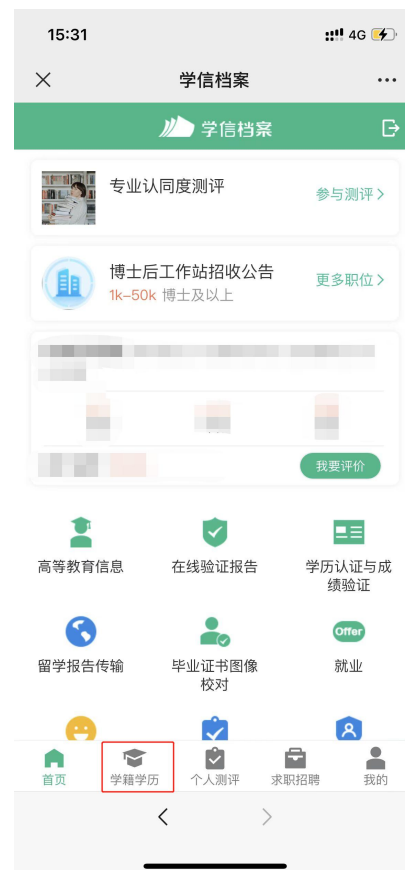 15:31
4G
学信档案
学信档案
专业认同度测评
参与测评
博士后工作站招收公告
1k–50k 博士及以上
更多职位
我要评价
高等教育信息
在线验证报告
学历认证与成
绩验证
留学报告传输
毕业证书图像
校对
Offer
就业
首页
学籍学历
个人测评
求职招聘
我的